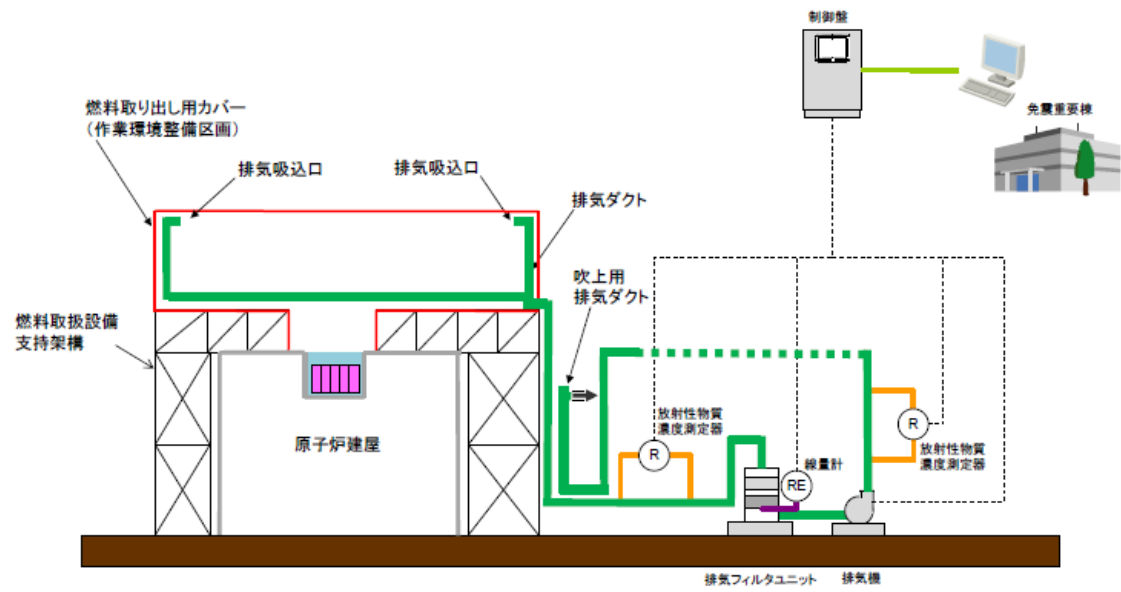 制御盤
免震重要棟
燃料取り出し用カバー
(作業環境整備区画)
排気吸込口
排気吸込口
排気ダクト
吹上用
排気ダクト
燃料取扱設備
支持架構
原子炉建屋
放射性物質
濃度測定器
R
線量計
RE
R
放射性物質
濃度測定器
排気フィルタユニット
排気機